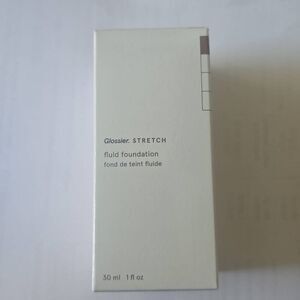 Glossier. STRETCH
fluid foundation
fond de teint fluide
30 ml 1 fl oz